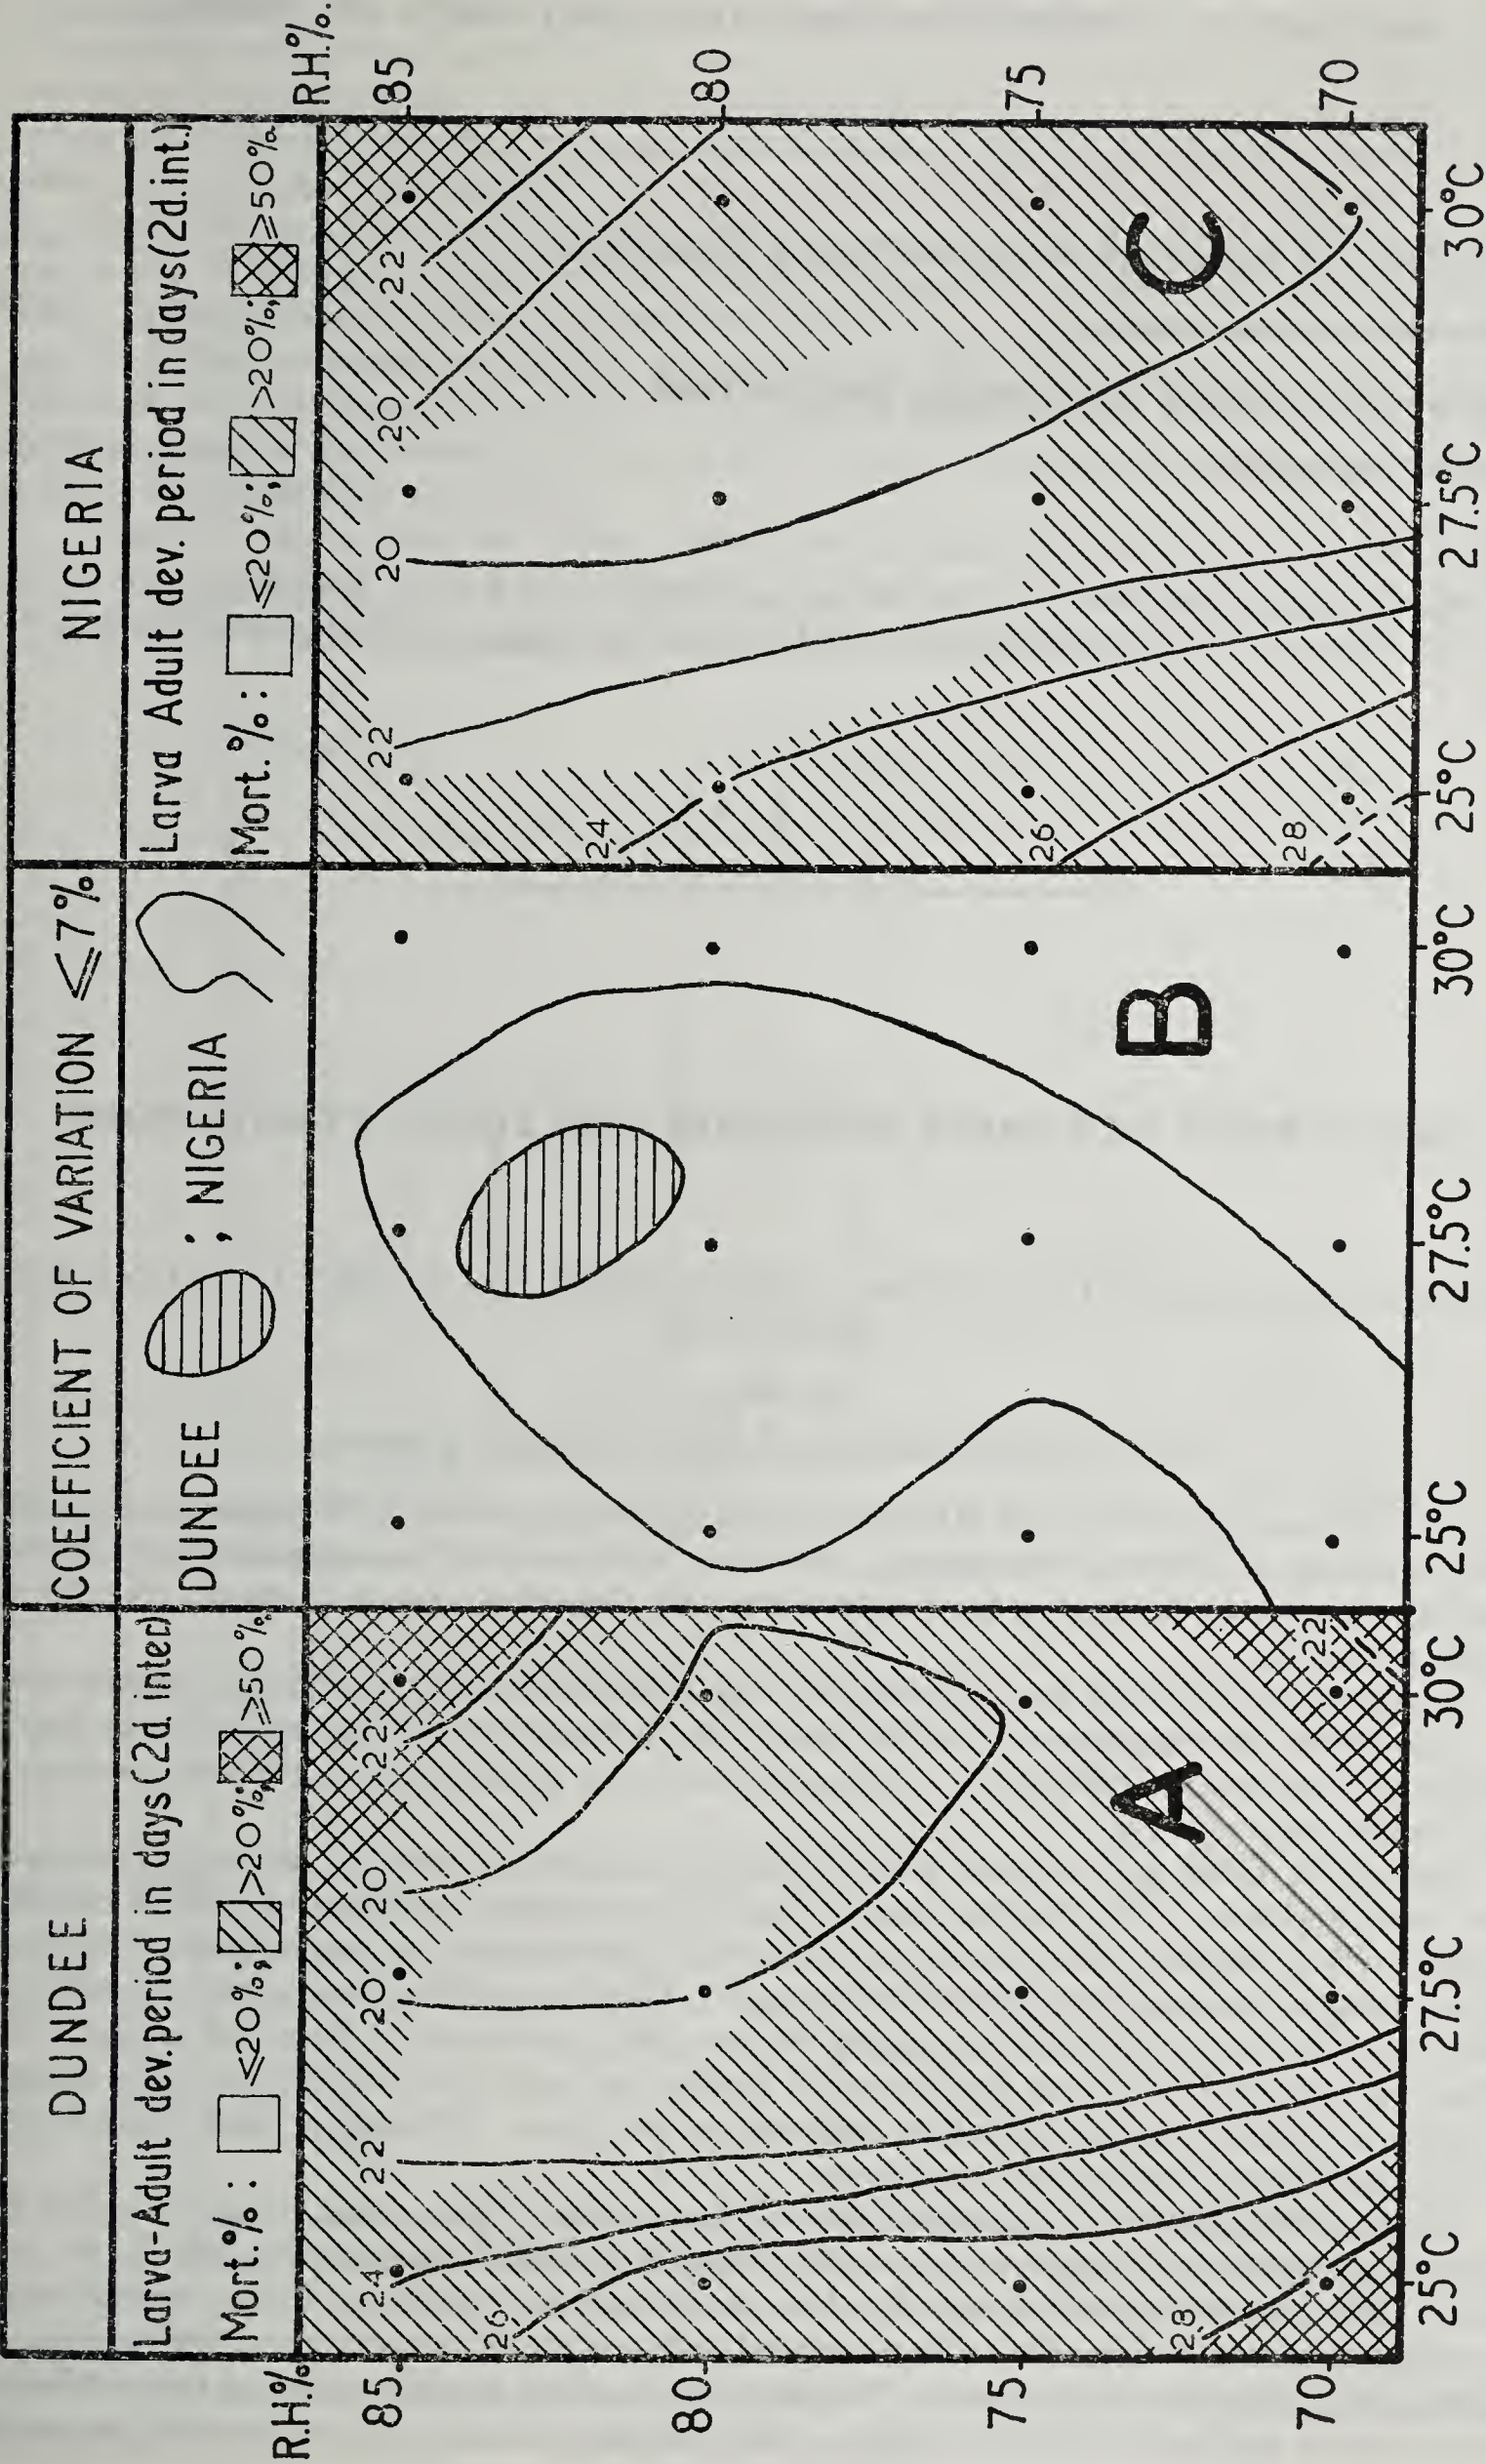 DUNDEE
Larva-Adult dev.period in days(2d. inted)
Mort.% : ≤20%; >20%; ≥50%.
R.H.%
85
80
75
70
22
20
20
22
24
26
28
22
A
25°C
27.5°C
30°C
COEFFICIENT OF VARIATION ≤7%
DUNDEE ; NIGERIA
B
25°C
27.5°C
30°C
NIGERIA
Larva Adult dev. period in days(2d.int.)
Mort.% : ≤20%; >20%; ≥50%.
R.H.%.
85
80
75
70
22
20
20
22
24
26
28
C
25°C
27.5°C
30°C